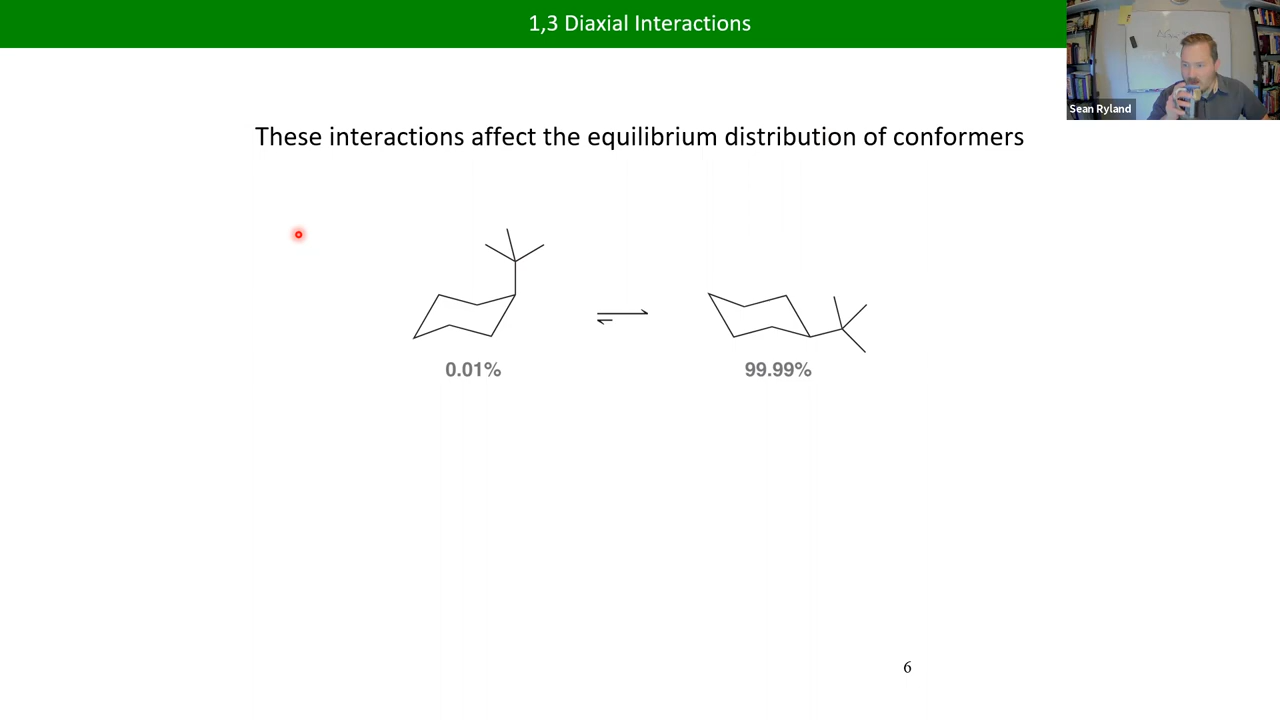 1,3 Diaxial Interactions
Sean Ryland
These interactions affect the equilibrium distribution of conformers
0.01%
99.99%
6